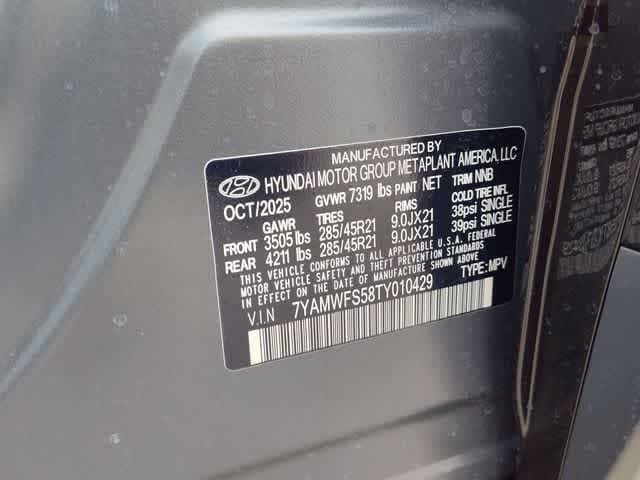 MANUFACTURED BY
HYUNDAI MOTOR GROUP METAPLANT AMERICA, LLC
OCT/2025 GVWR 7319 lbs PAINT NET TRIM NNB
GAWR TIRES RIMS COLD TIRE INFL
FRONT 3505 lbs 285/45R21 9.0JX21 38psi SINGLE
REAR 4211 lbs 285/45R21 9.0JX21 39psi SINGLE
THIS VEHICLE CONFORMS TO ALL APPLICABLE U.S.A. FEDERAL
MOTOR VEHICLE SAFETY AND THEFT PREVENTION STANDARDS
IN EFFECT ON THE DATE OF MANUFACTURE SHOWN ABOVE.
V.I.N 7YAMWFS58TY010429 TYPE: MPV